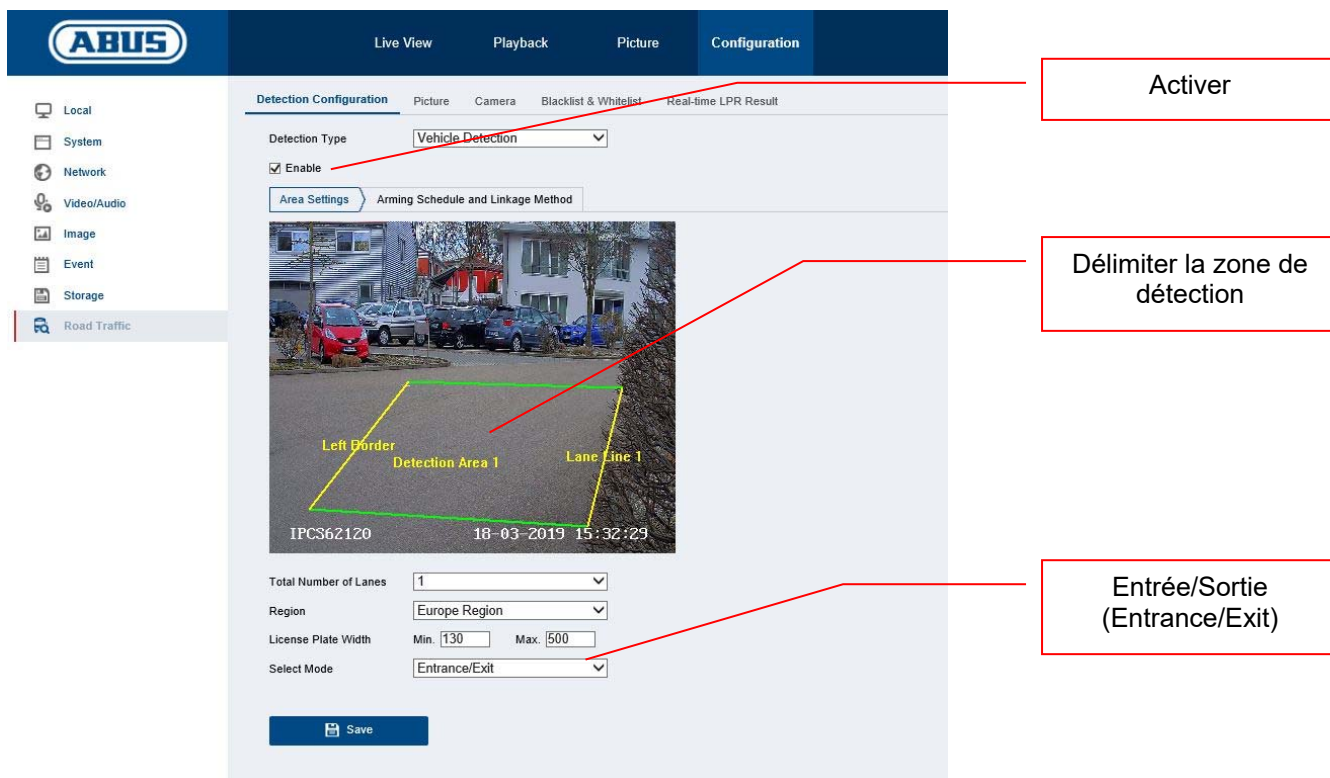 ABUS
Live View Playback Picture Configuration
Activer
Detection Configuration Picture Camera Blacklist & Whitelist Real-time LPR Result
Local
System
Network
Video/Audio
Image
Event
Storage
Road Traffic
Detection Type Vehicle Detection
Enable
Area Settings Arming Schedule and Linkage Method
Délimiter la zone de
détection
Left Border
Detection Area 1
Lane Line 1
IPCS62120 18-03-2019 15:32:29
Total Number of Lanes 1
Region Europe Region
License Plate Width Min. 130 Max. 500
Select Mode Entrance/Exit
Entrée/Sortie
(Entrance/Exit)
Save